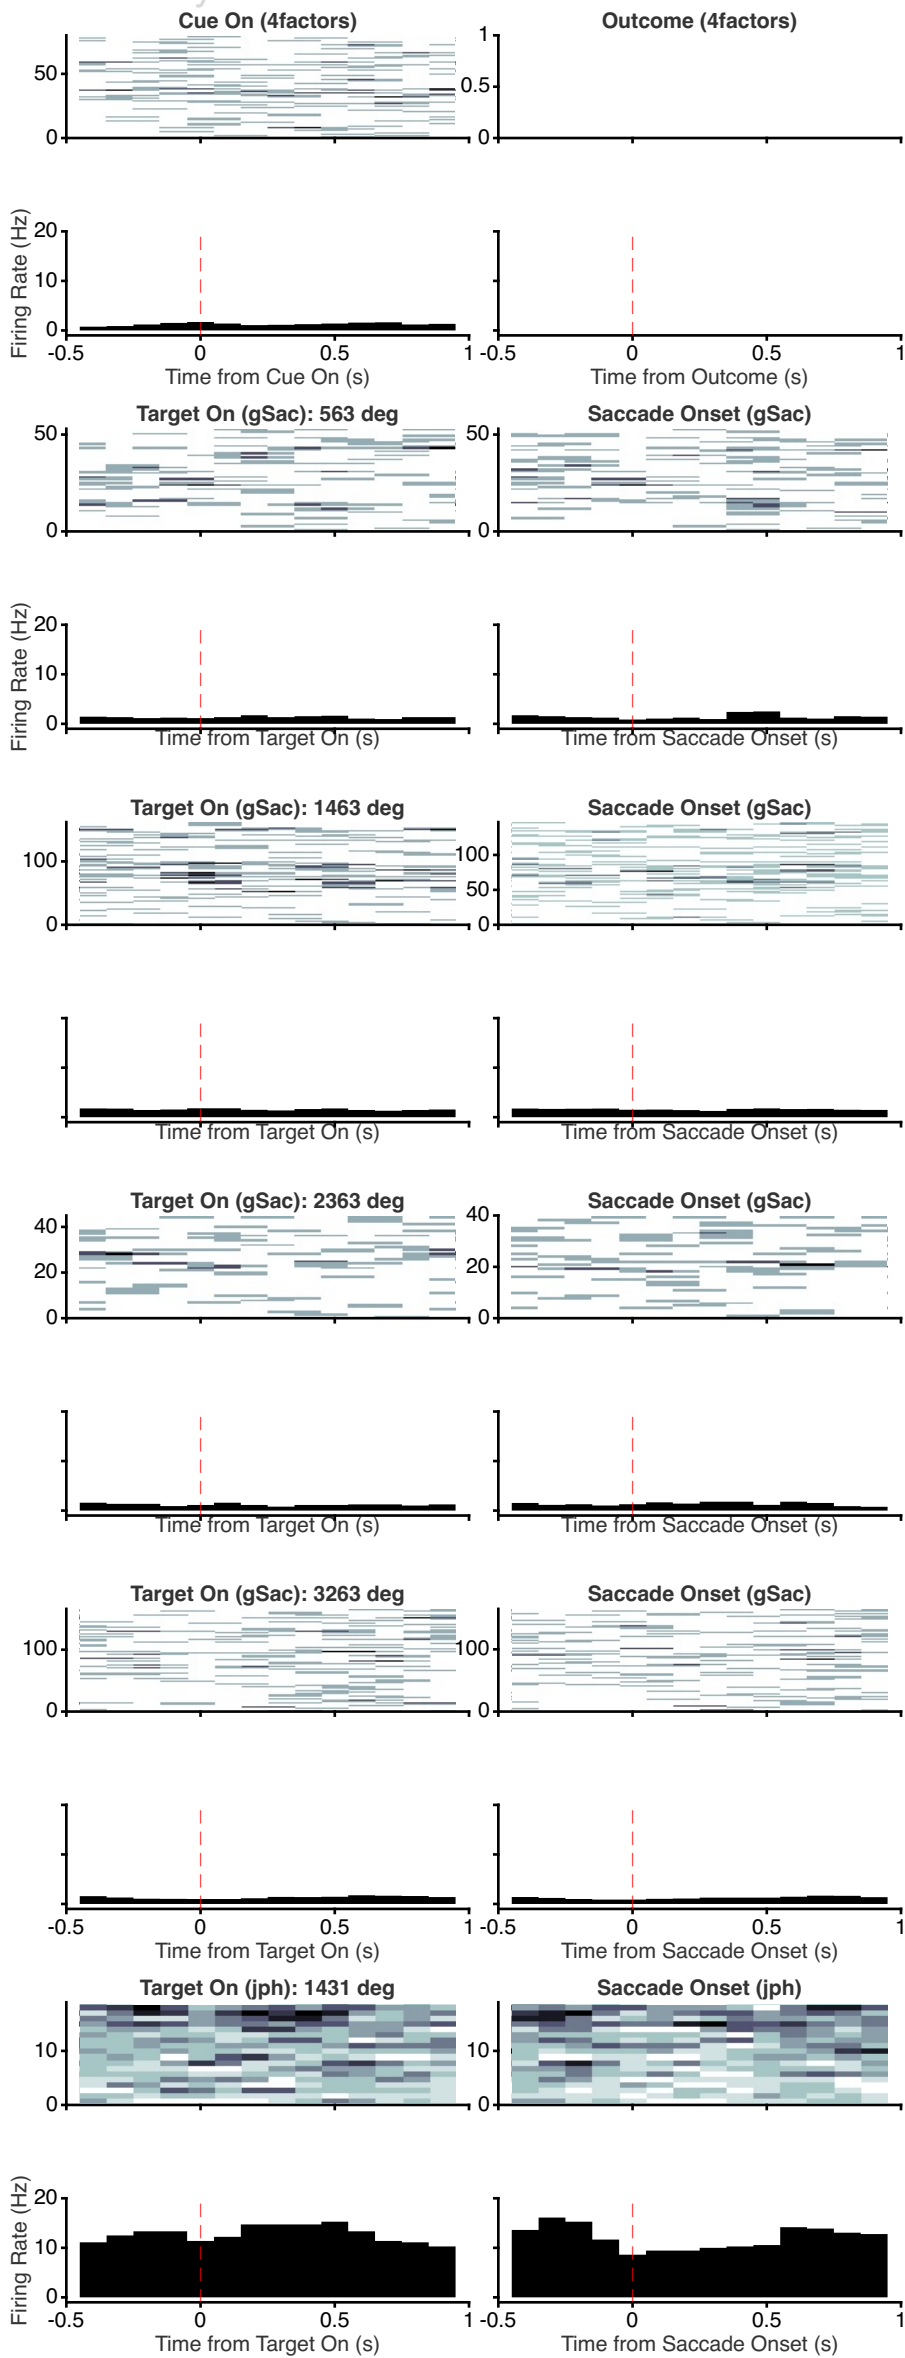 Cue On (4factors) Outcome (4factors)
50
0
1
0.5
0
Firing Rate (Hz)
20
10
0
-0.5 0 0.5 1 -0.5 0 0.5 1
Time from Cue On (s) Time from Outcome (s)
Target On (gSac): 563 deg Saccade Onset (gSac)
50
0
50
0
Firing Rate (Hz)
20
10
0
Time from Target On (s) Time from Saccade Onset (s)
Target On (gSac): 1463 deg Saccade Onset (gSac)
100
0
100
50
0
Time from Target On (s) Time from Saccade Onset (s)
Target On (gSac): 2363 deg Saccade Onset (gSac)
40
20
0
40
20
0
Time from Target On (s) Time from Saccade Onset (s)
Target On (gSac): 3263 deg Saccade Onset (gSac)
100
0
100
0
-0.5 0 0.5 1 -0.5 0 0.5 1
Time from Target On (s) Time from Saccade Onset (s)
Target On (jph): 1431 deg Saccade Onset (jph)
10
0
10
0
Firing Rate (Hz)
20
10
0
-0.5 0 0.5 1 -0.5 0 0.5 1
Time from Target On (s) Time from Saccade Onset (s)